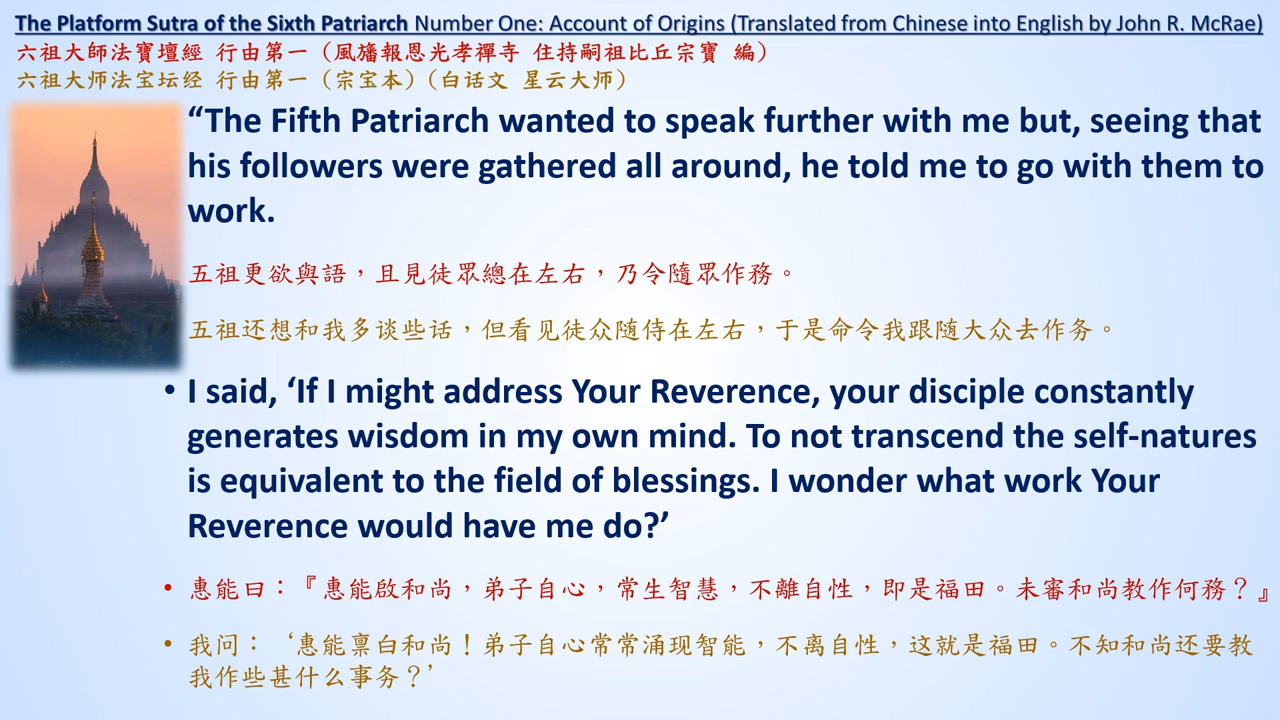 The Platform Sutra of the Sixth Patriarch Number One: Account of Origins (Translated from Chinese into English by John R. McRae)
六祖大師法寶壇經 行由第一（風旛報恩光孝禪寺 住持嗣祖比丘宗寶 編）
六祖大师法宝坛经 行由第一（宗宝本）（白话文 星云大师）
“The Fifth Patriarch wanted to speak further with me but, seeing that
his followers were gathered all around, he told me to go with them to
work.
五祖更欲與語，且見徒眾總在左右，乃令隨眾作務。
五祖还想和我多谈些话，但看见徒众随侍在左右，于是命令我跟随大众去作务。
• I said, ‘If I might address Your Reverence, your disciple constantly
generates wisdom in my own mind. To not transcend the self-natures
is equivalent to the field of blessings. I wonder what work Your
Reverence would have me do?’
• 惠能曰：『惠能啟和尚，弟子自心，常生智慧，不離自性，即是福田。未審和尚教作何務？』
• 我问：‘惠能禀白和尚！弟子自心常常涌现智能，不离自性，这就是福田。不知和尚还要教
我作些甚什么事务？’